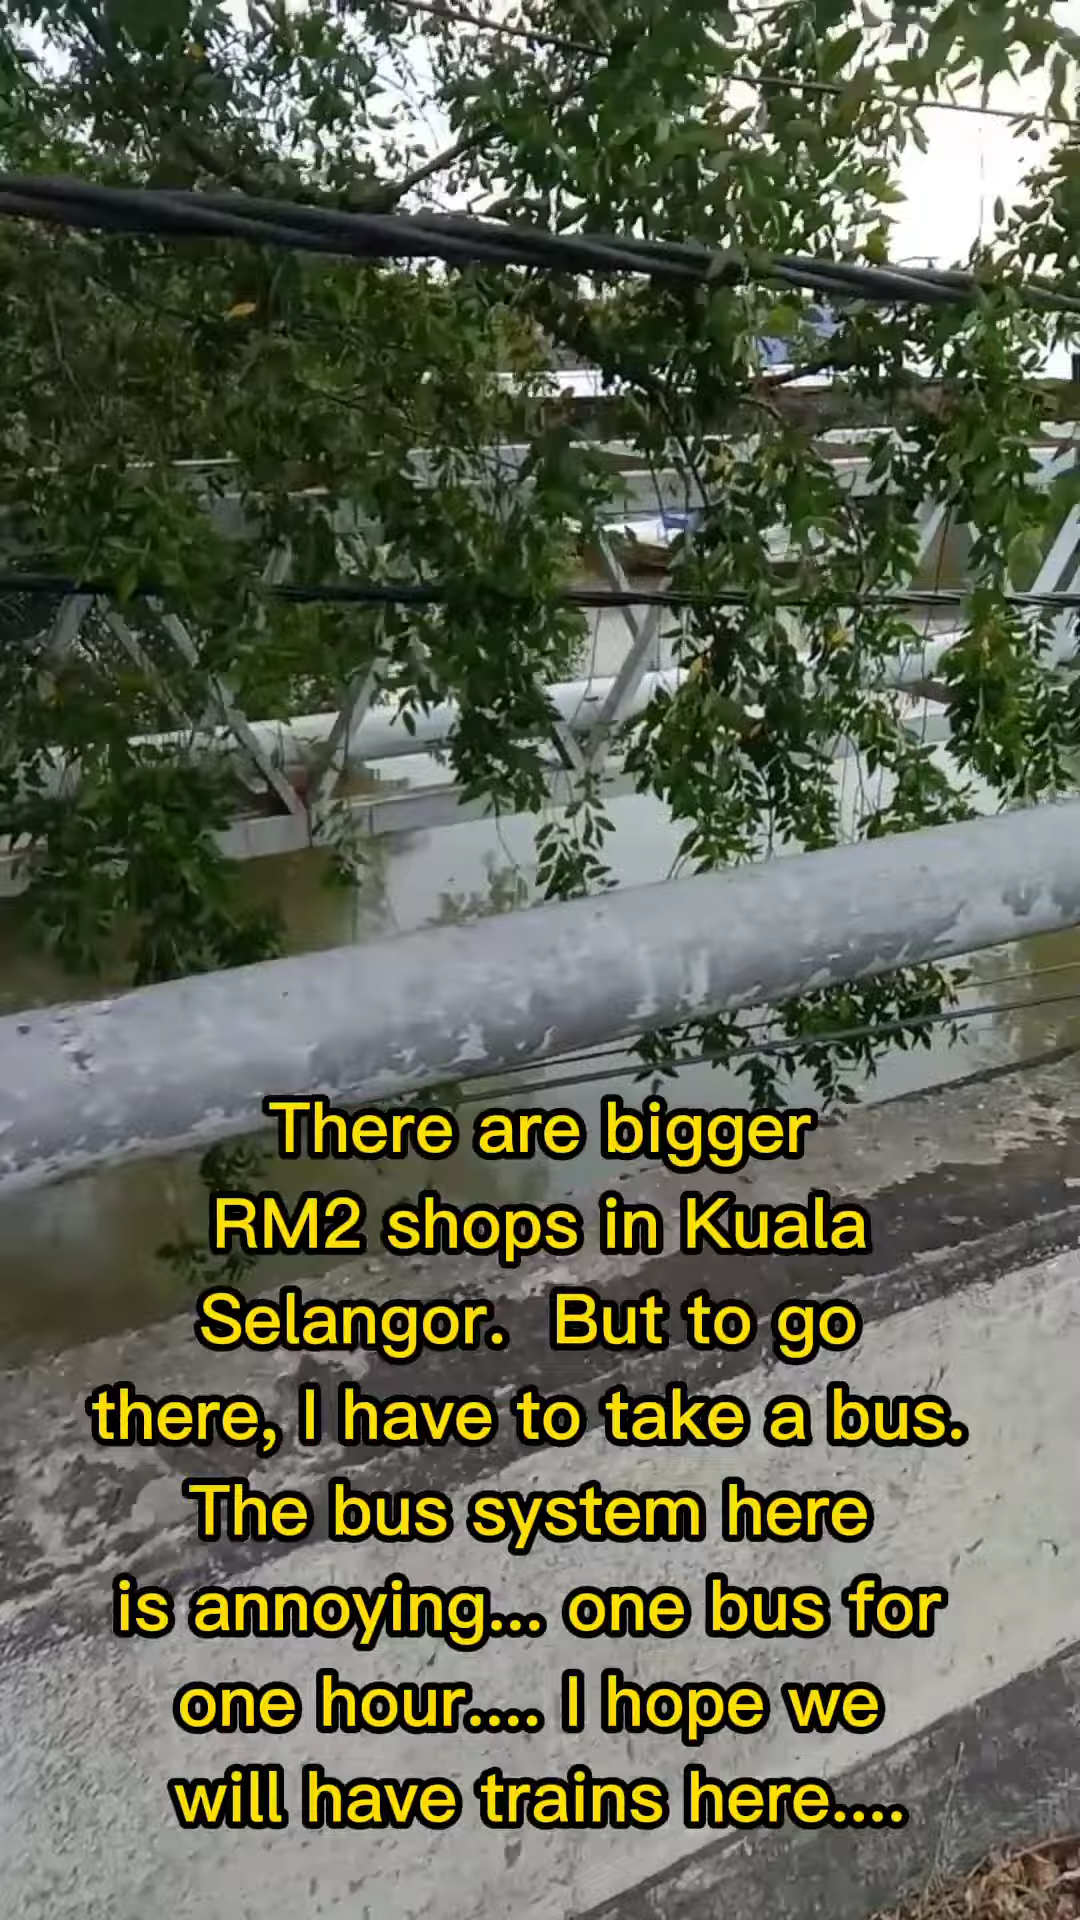 There are bigger
RM2 shops in Kuala
Selangor.  But to go
there, I have to take a bus.
The bus system here
is annoying... one bus for
one hour.... I hope we
will have trains here....